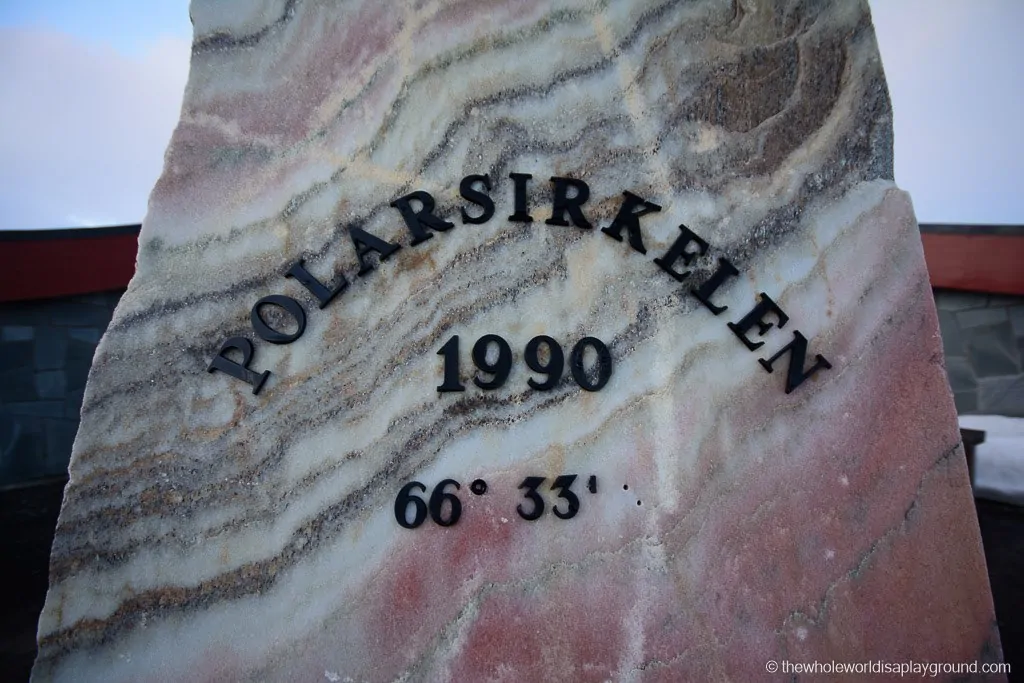 POLARSIRKELEN
1990
66° 33'
© thewholeworldisaplayground.com